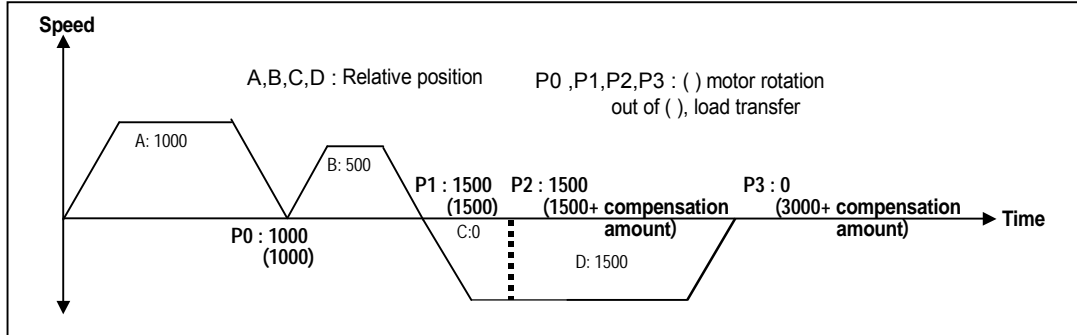 Speed
A,B,C,D : Relative position
P0 ,P1,P2,P3 : ( ) motor rotation
out of ( ), load transfer
A: 1000
B: 500
P1 : 1500
(1500)
P2 : 1500
(1500+ compensation
amount)
P3 : 0
(3000+ compensation
amount)
Time
P0 : 1000
(1000)
C:0
D: 1500